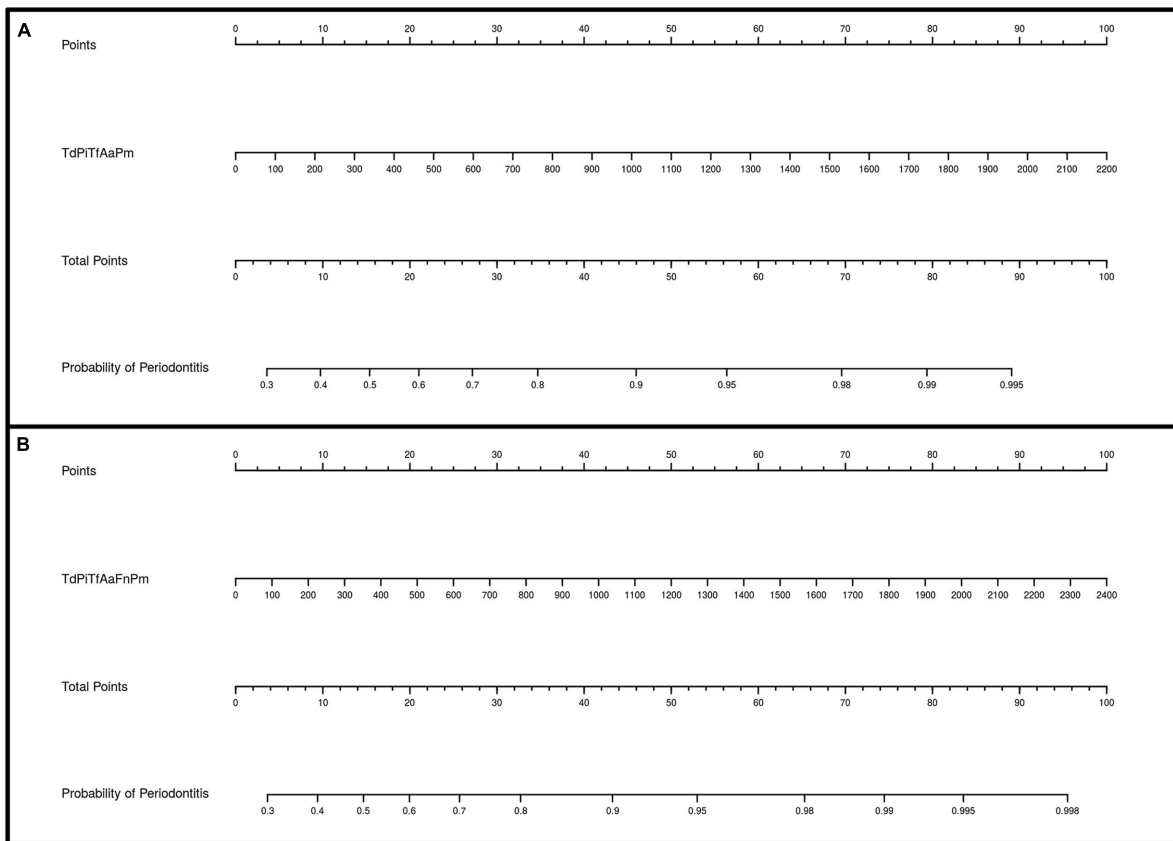 A
0 10 20 30 40 50 60 70 80 90 100
Points
TdPiTfAaPm
0 100 200 300 400 500 600 700 800 900 1000 1100 1200 1300 1400 1500 1600 1700 1800 1900 2000 2100 2200
Total Points
0 10 20 30 40 50 60 70 80 90 100
Probability of Periodontitis
0.3 0.4 0.5 0.6 0.7 0.8 0.9 0.95 0.98 0.99 0.995
B
0 10 20 30 40 50 60 70 80 90 100
Points
TdPiTfAaFnPm
0 100 200 300 400 500 600 700 800 900 1000 1100 1200 1300 1400 1500 1600 1700 1800 1900 2000 2100 2200 2300 2400
Total Points
0 10 20 30 40 50 60 70 80 90 100
Probability of Periodontitis
0.3 0.4 0.5 0.6 0.7 0.8 0.9 0.95 0.98 0.99 0.995 0.998